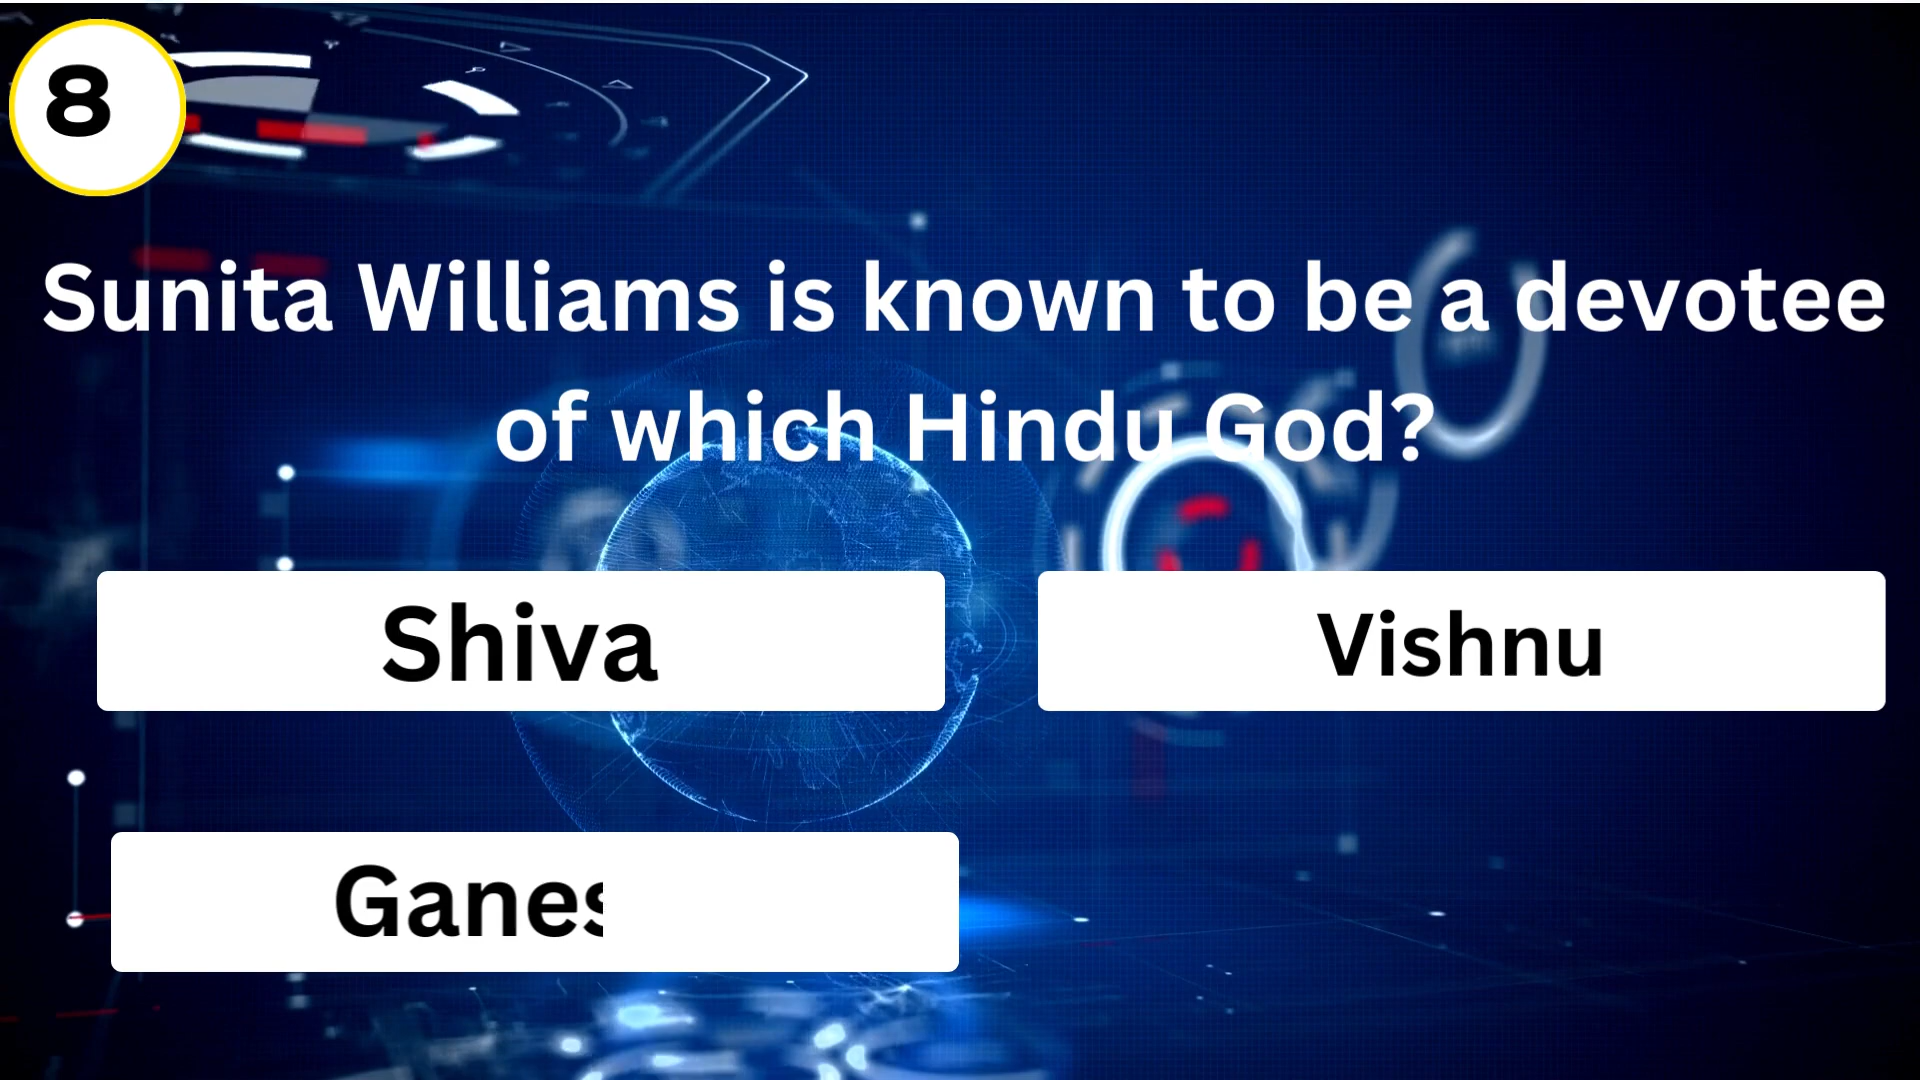 8
Sunita Williams is known to be a devotee
of which Hindu God?
Shiva
Vishnu
Ganes